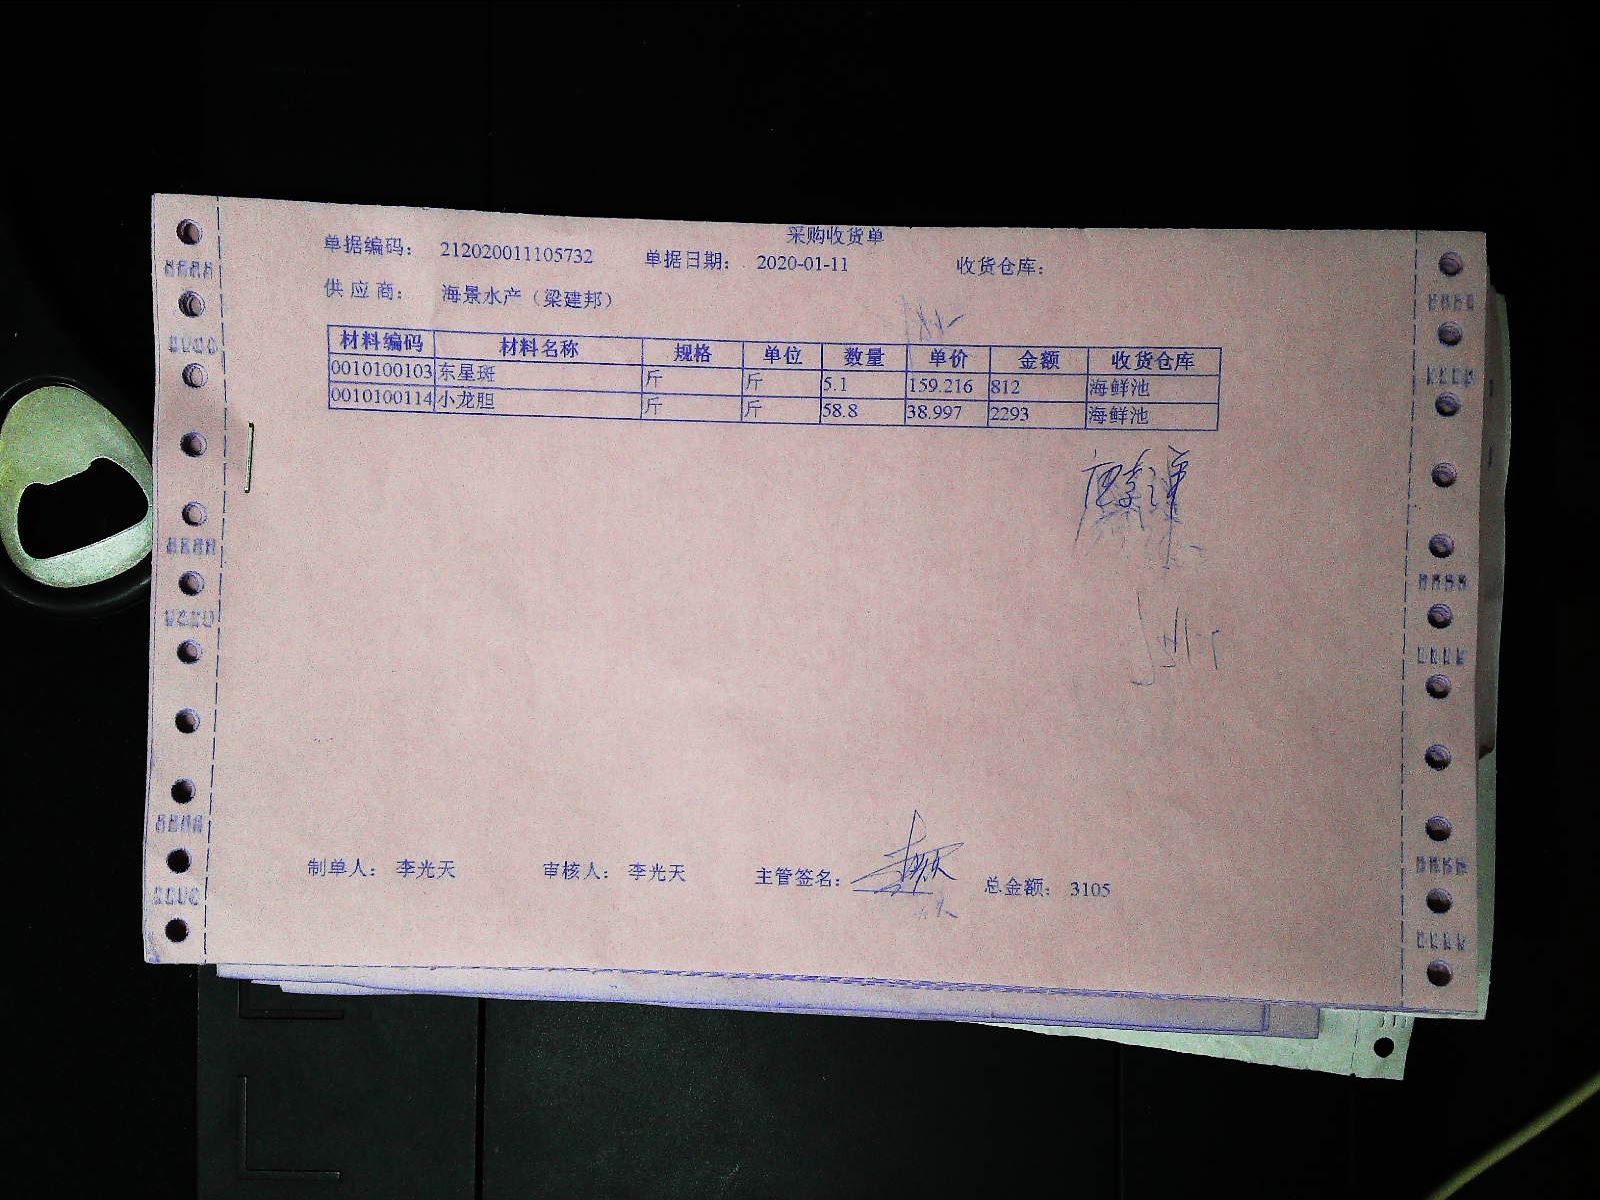 采购收货单
单据编码： 212020011105732 单据日期： 2020-01-11 收货仓库：
供 应 商： 海景水产（梁建邦）
材料编码 材料名称 规格 单位 数量 单价 金额 收货仓库
0010100103 东星斑 斤 斤 5.1 159.216 812 海鲜池
0010100114 小龙胆 斤 斤 58.8 38.997 2293 海鲜池
制单人： 李光天 审核人： 李光天 主管签名： 总金额： 3105